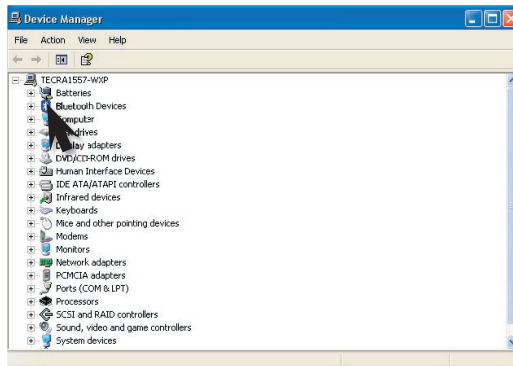 Device Manager
File Action View Help
TECRA1557-WXP
Batteries
Bluetooth Devices
Computer
drives
Display adapters
DVD/CD-ROM drives
Human Interface Devices
IDE ATA/ATAPI controllers
Infrared devices
Keyboards
Mice and other pointing devices
Modems
Monitors
Network adapters
PCMCIA adapters
Ports (COM & LPT)
Processors
SCSI and RAID controllers
Sound, video and game controllers
System devices